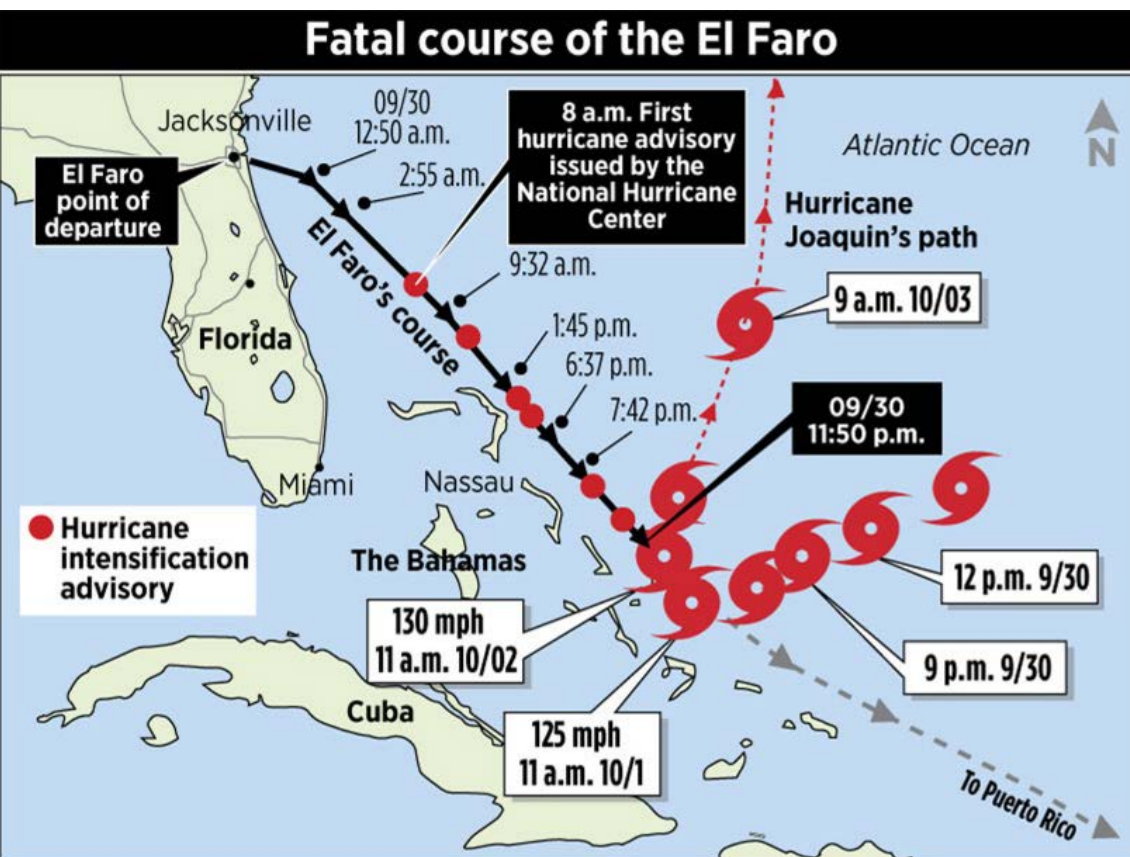 Fatal course of the El Faro
Jacksonville
09/30
12:50 a.m.
2:55 a.m.
El Faro
point of
departure
8 a.m. First
hurricane advisory
issued by the
National Hurricane
Center
Atlantic Ocean
N
Hurricane
Joaquin's path
El Faro's course
9:32 a.m.
9 a.m. 10/03
1:45 p.m.
6:37 p.m.
7:42 p.m.
Florida
09/30
11:50 p.m.
Miami
Nassau
Hurricane
intensification
advisory
The Bahamas
12 p.m. 9/30
130 mph
11 a.m. 10/02
9 p.m. 9/30
Cuba
125 mph
11 a.m. 10/1
To Puerto Rico